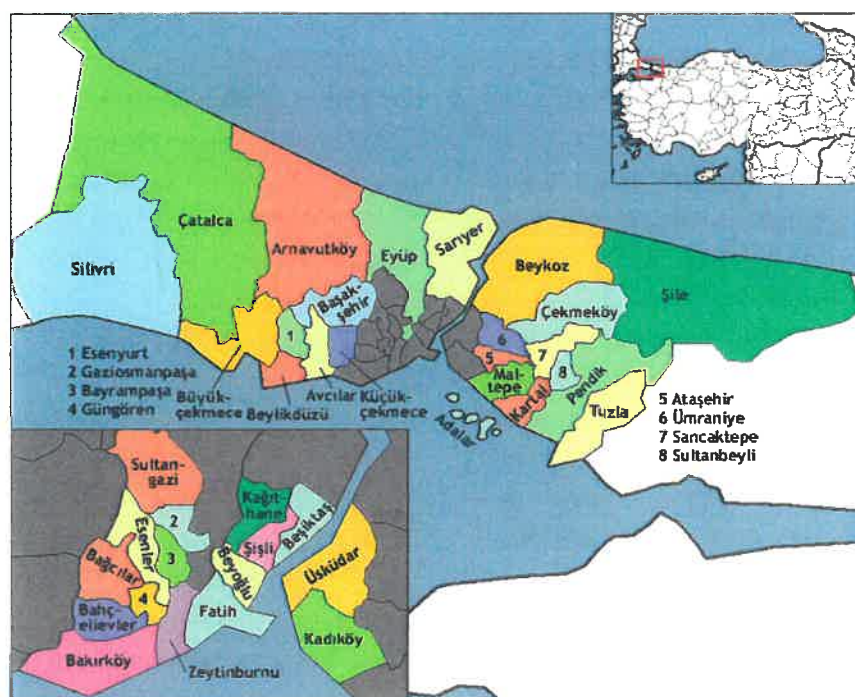 Çatalca
Silivri
Arnavutköy
Eyüp
Sarıyer
Beykoz
Şile
Başak-
şehir
Çekmeköy
1
6
5
7
8
Mal-
tepe
Kartal
Pendik
Tuzla
Adalar
1 Esenyurt
2 Gaziosmanpaşa
3 Bayrampaşa
4 Güngören
Büyük-
çekmece
Beylikdüzü
Avcılar
Küçük-
çekmece
5 Ataşehir
6 Ümraniye
7 Sancaktepe
8 Sultanbeyli
Sultan-
gazi
2
Esenler
3
Bağcılar
4
Bahç-
elievler
Bakırköy
Zeytinburnu
Kağıt-
hane
Şişli
Beşiktaş
Beyoğlu
Fatih
Üsküdar
Kadıköy